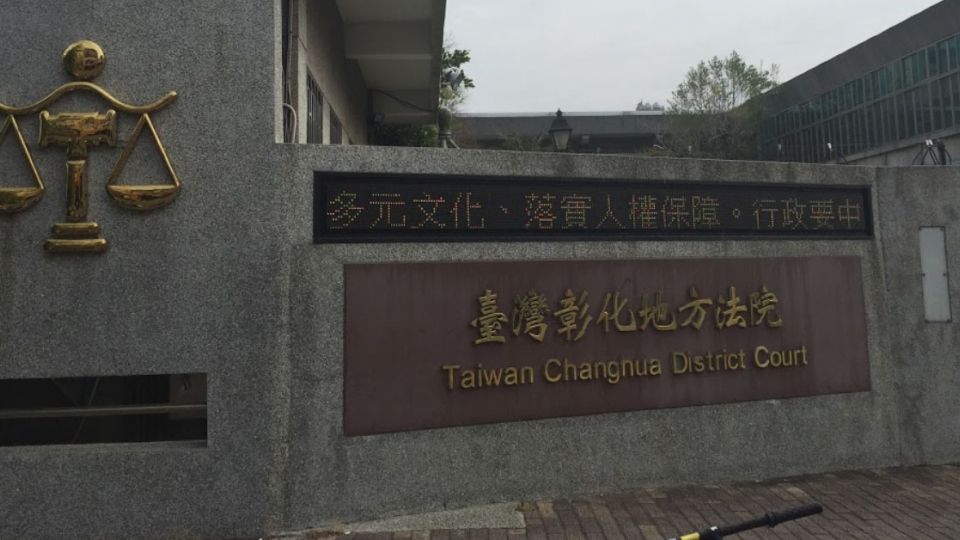 多元文化、落實人權保障。行政要中
臺灣彰化地方法院
Taiwan Changhua District Court